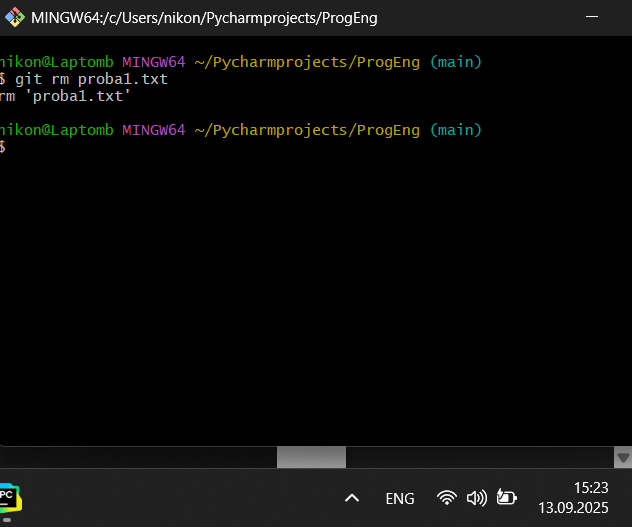 MINGW64:/c/Users/nikon/Pycharmprojects/ProgEng
nikon@Laptomb MINGW64 ~/Pycharmprojects/ProgEng (main)
$ git rm proba1.txt
rm 'proba1.txt'
nikon@Laptomb MINGW64 ~/Pycharmprojects/ProgEng (main)
$
PC
ENG
15:23
13.09.2025